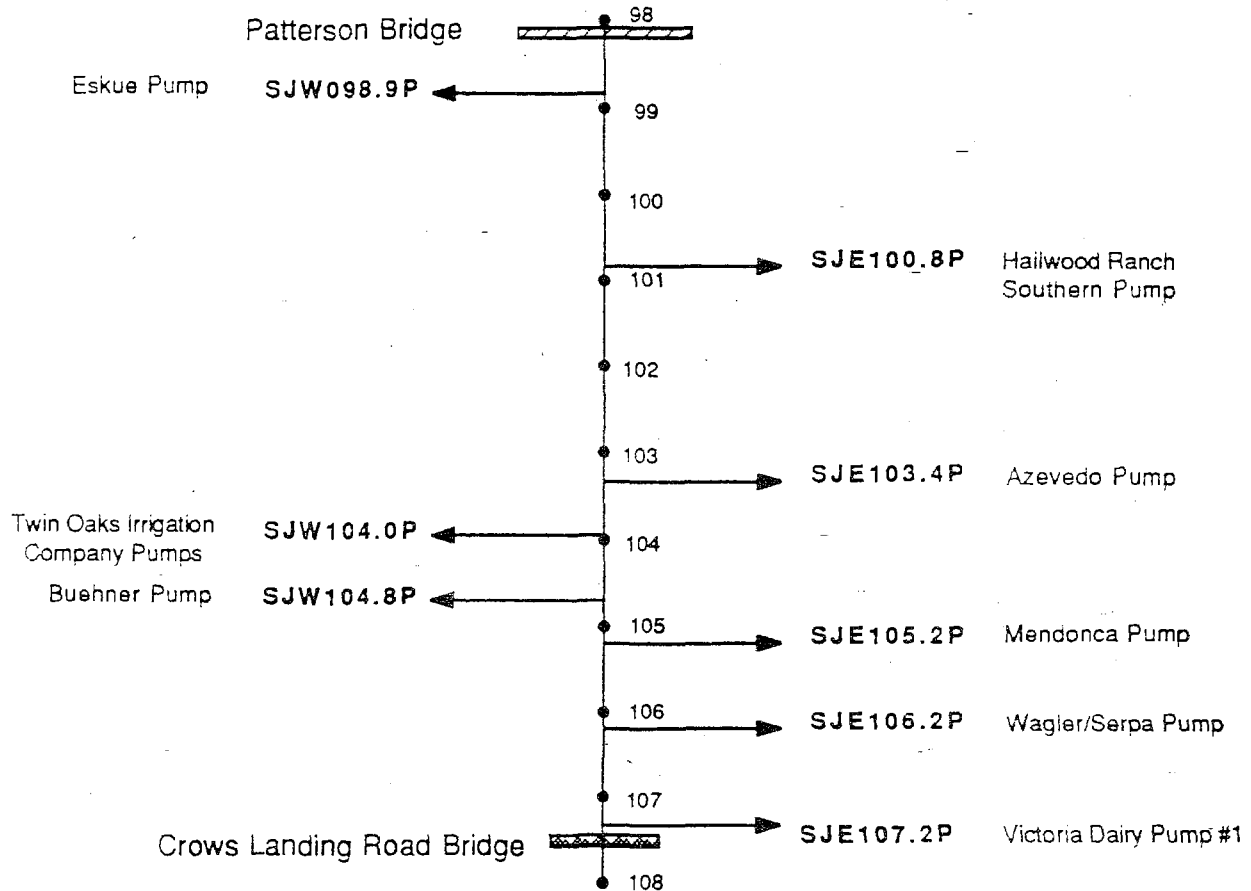 98
Patterson Bridge
Eskue Pump SJW098.9P
99
100
SJE100.8P Hailwood Ranch
Southern Pump
101
102
103
SJE103.4P Azevedo Pump
Twin Oaks Irrigation
Company Pumps
SJW104.0P
104
Buehner Pump SJW104.8P
105
SJE105.2P Mendonca Pump
106
SJE106.2P Wagler/Serpa Pump
107
SJE107.2P Victoria Dairy Pump #1
Crows Landing Road Bridge
108